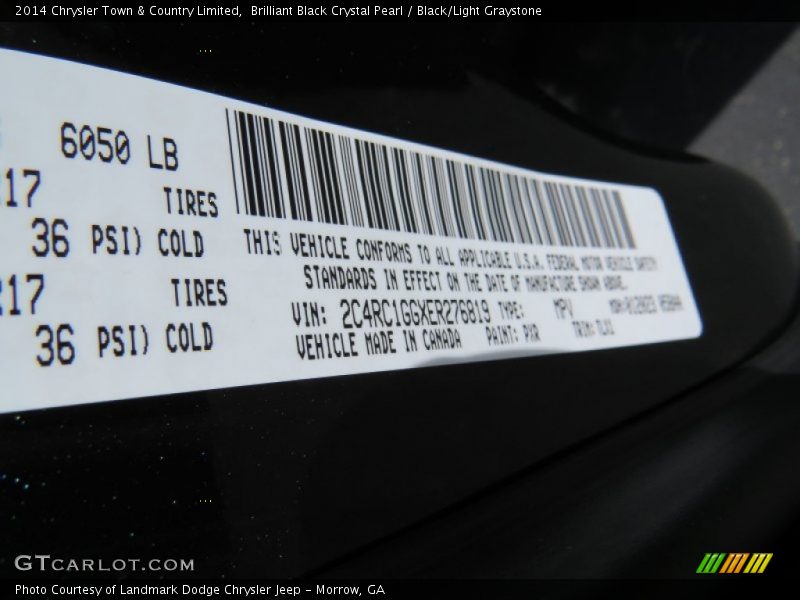 2014 Chrysler Town & Country Limited,  Brilliant Black Crystal Pearl / Black/Light Graystone
6050 LB
17 TIRES
36 PSI) COLD
17 TIRES
36 PSI) COLD
THIS VEHICLE CONFORMS TO ALL APPLICABLE U.S.A. FEDERAL MOTOR VEHICLE SAFETY
STANDARDS IN EFFECT ON THE DATE OF MANUFACTURE SHOWN ABOVE.
VIN: 2C4RC1GGXER276819 TYPE: MPV
VEHICLE MADE IN CANADA PAINT: PXR TRIM:
GTCARLOT.COM
Photo Courtesy of Landmark Dodge Chrysler Jeep – Morrow, GA